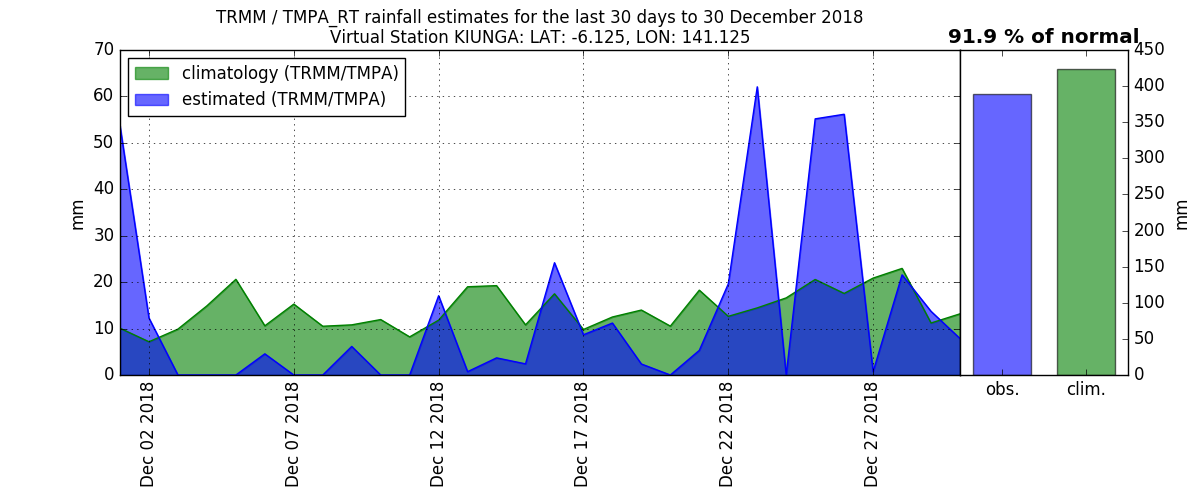 TRMM / TMPA_RT rainfall estimates for the last 30 days to 30 December 2018
Virtual Station KIUNGA: LAT: -6.125, LON: 141.125
91.9 % of normal
climatology (TRMM/TMPA)
estimated (TRMM/TMPA)
70
60
50
40
30
20
10
0
mm
Dec 02 2018
Dec 07 2018
Dec 12 2018
Dec 17 2018
Dec 22 2018
Dec 27 2018
450
400
350
300
250
200
150
100
50
0
mm
obs.
clim.